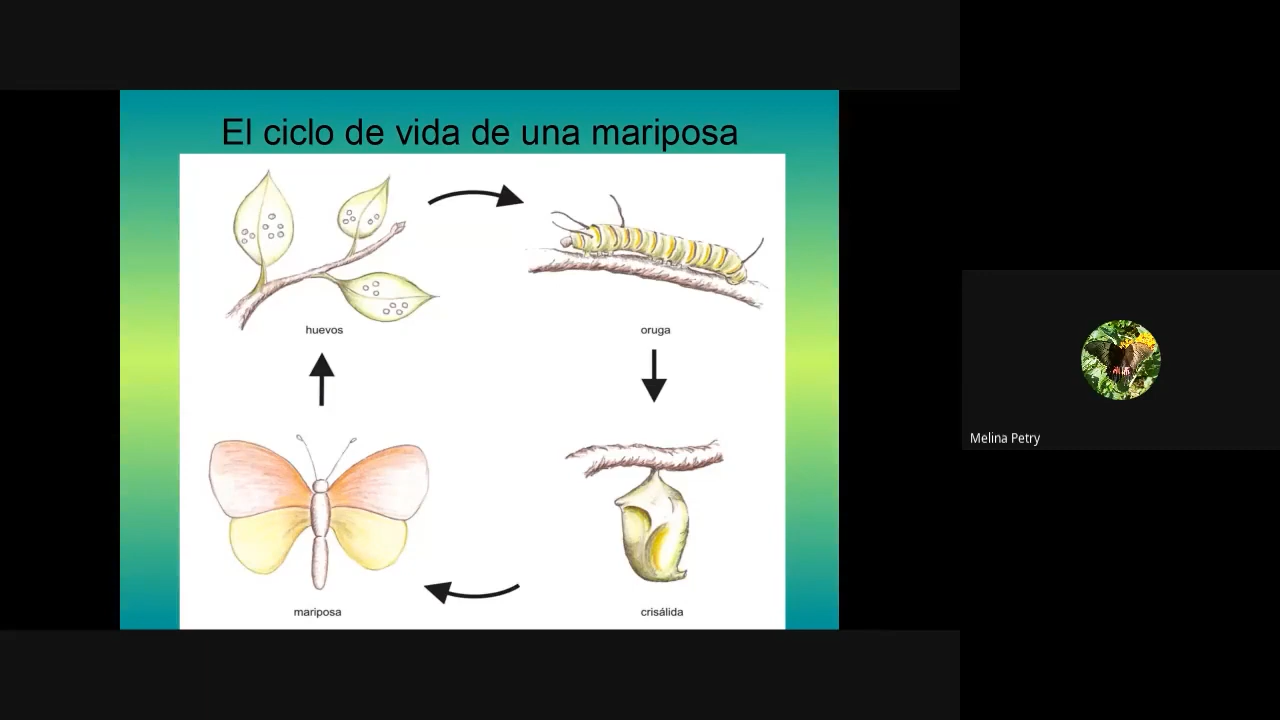 El ciclo de vida de una mariposa
huevos
oruga
mariposa
crisálida
Melina Petry